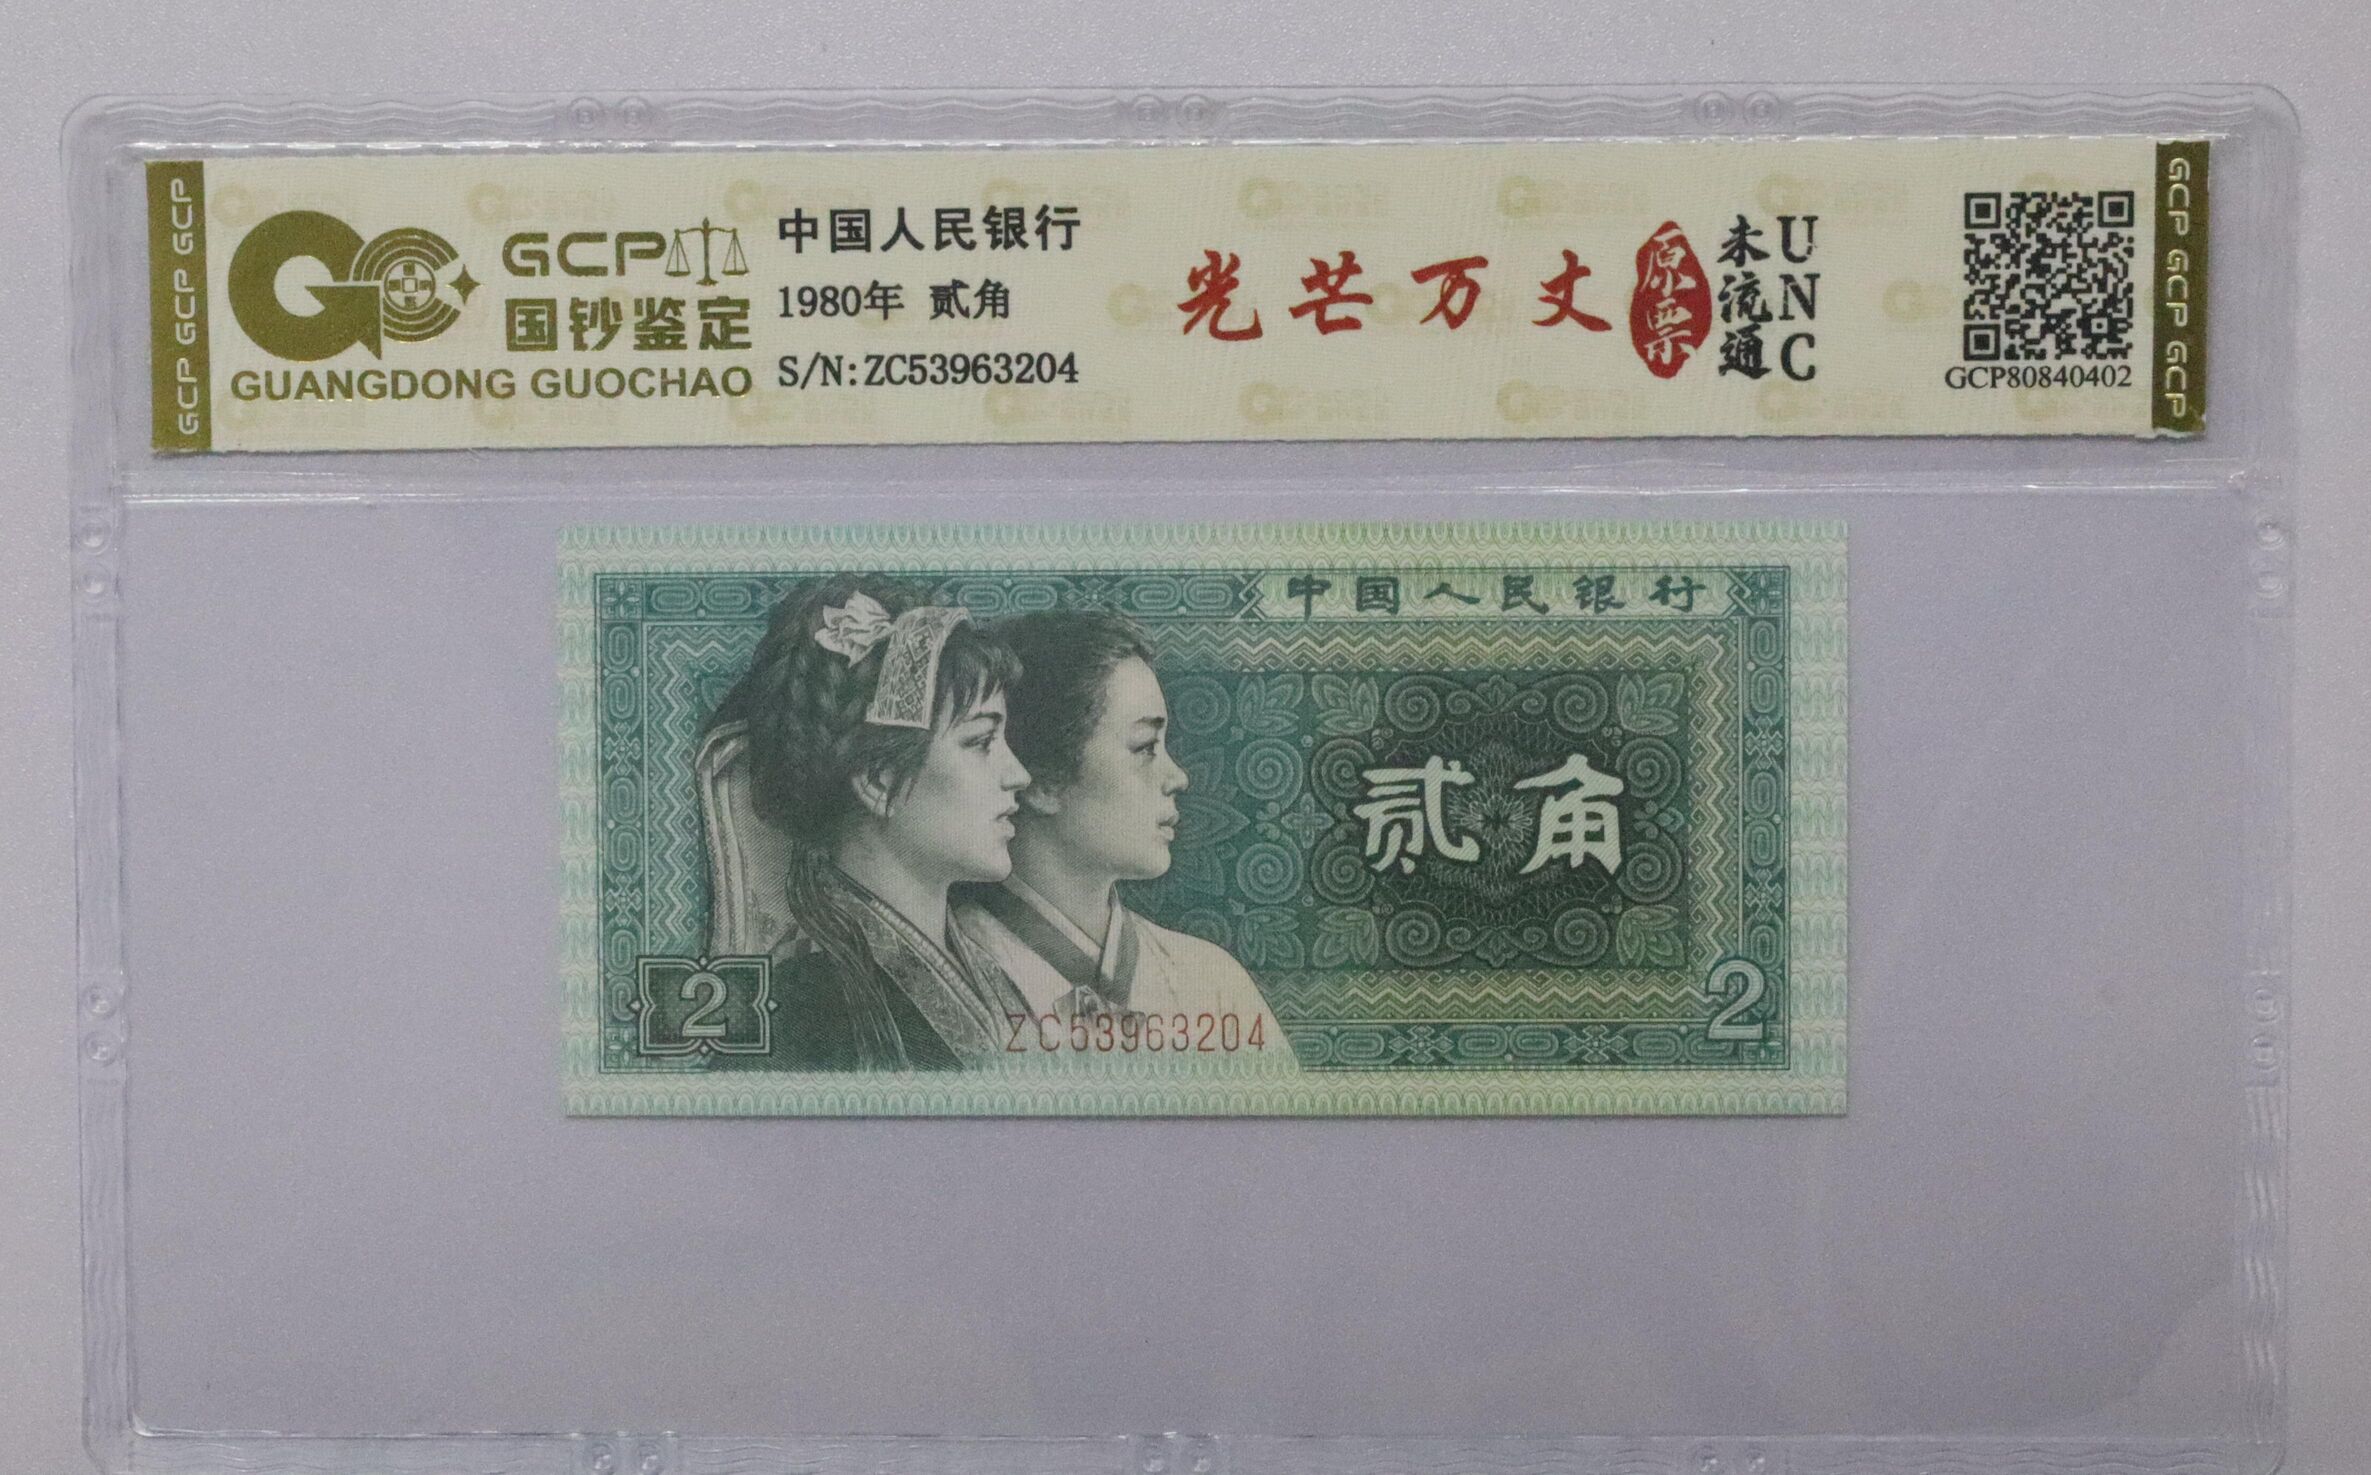 GCP GCP GCP
GCP
国钞鉴定
GUANGDONG GUOCHAO
中国人民银行
1980年 贰角
S/N:ZC53963204
光芒万丈
原票
未流通
UNC
GCP80840402
GCP GCP GCP
中国人民银行
贰角
2
ZC53963204
2